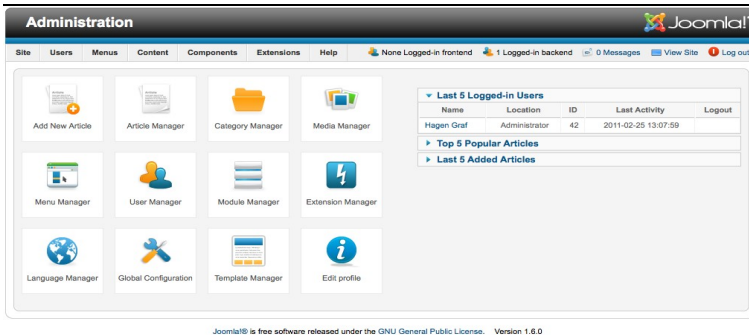 Administration
Joomla!
Site Users Menus Content Components Extensions Help None Logged-in frontend 1 Logged-in backend 0 Messages View Site Log out
Last 5 Logged-in Users
Name Location ID Last Activity Logout
Hagen Graf Administrator 42 2011-02-25 13:07:59
Top 5 Popular Articles
Last 5 Added Articles
Add New Article Article Manager Category Manager Media Manager
Menu Manager User Manager Module Manager Extension Manager
Language Manager Global Configuration Template Manager Edit profile
Joomla!® is free software released under the GNU General Public License. Version 1.6.0